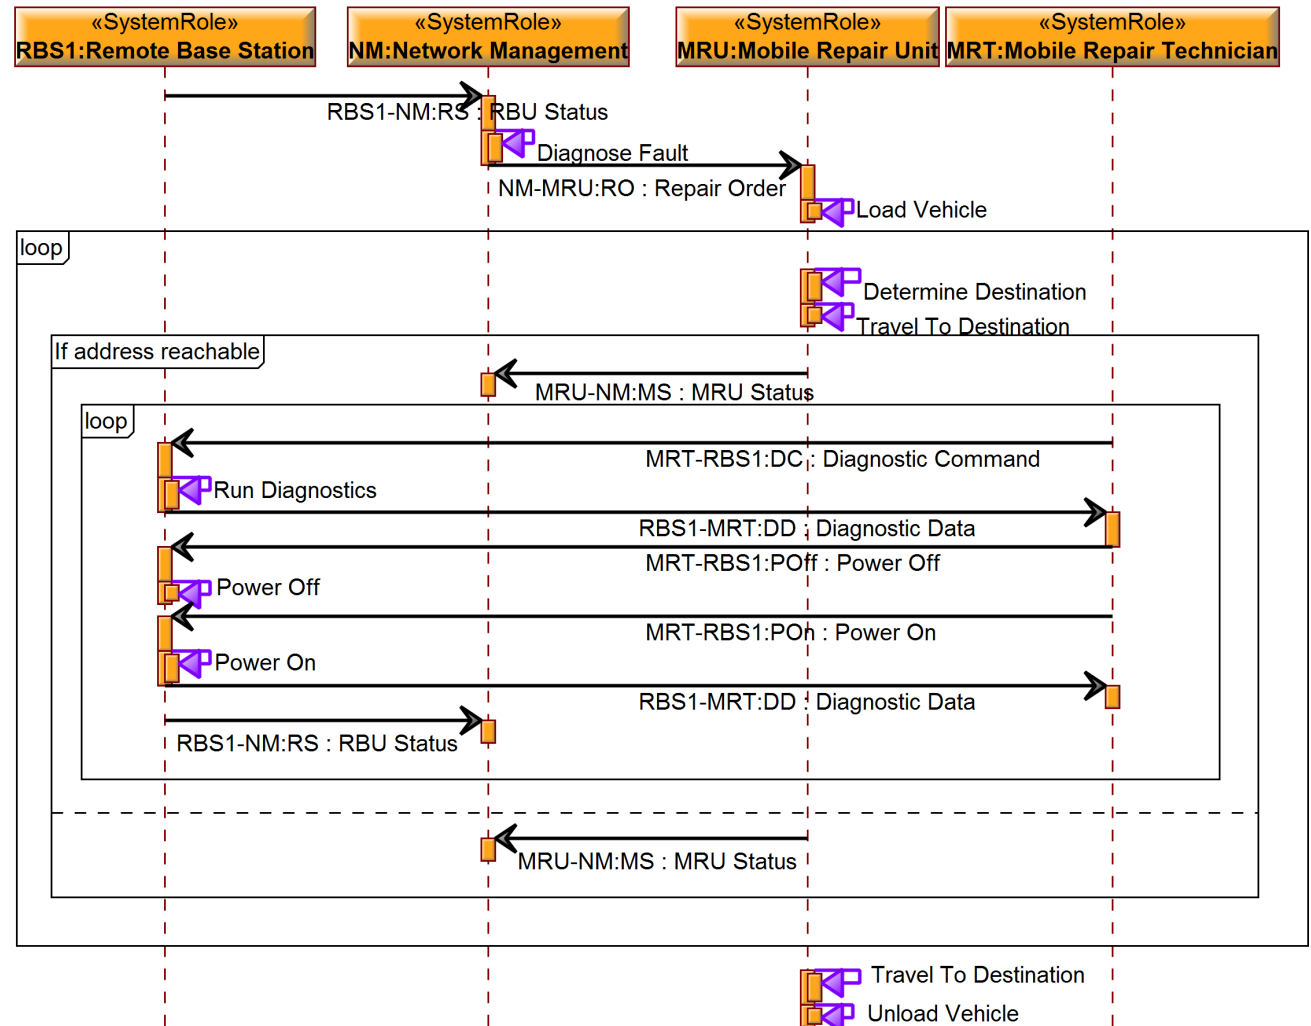 «SystemRole»
RBS1:Remote Base Station
«SystemRole»
NM:Network Management
«SystemRole»
MRU:Mobile Repair Unit
«SystemRole»
MRT:Mobile Repair Technician
RBS1-NM:RS : RBU Status
Diagnose Fault
NM-MRU:RO : Repair Order
Load Vehicle
loop
Determine Destination
Travel To Destination
If address reachable
MRU-NM:MS : MRU Status
loop
MRT-RBS1:DC : Diagnostic Command
Run Diagnostics
RBS1-MRT:DD : Diagnostic Data
MRT-RBS1:POff : Power Off
Power Off
MRT-RBS1:POn : Power On
Power On
RBS1-MRT:DD : Diagnostic Data
RBS1-NM:RS : RBU Status
MRU-NM:MS : MRU Status
Travel To Destination
Unload Vehicle